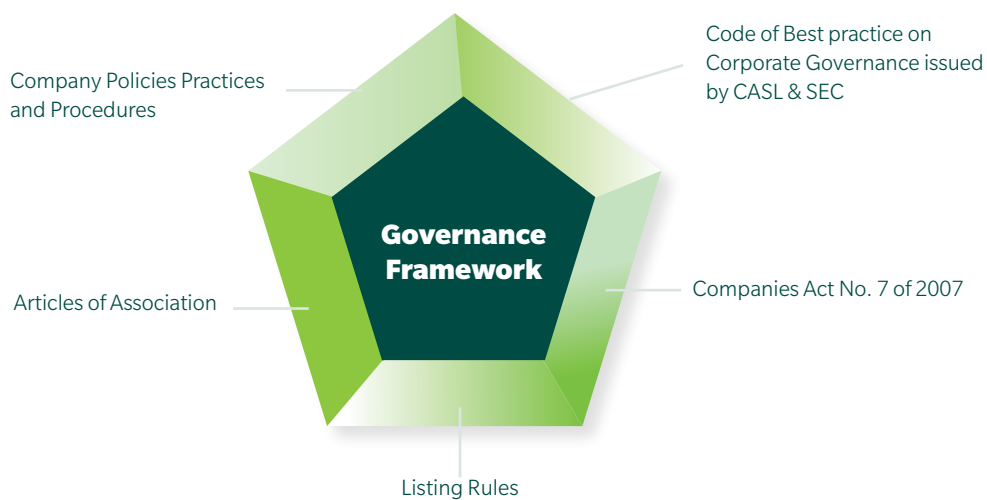 Code of Best practice on
Corporate Governance issued
by CASL & SEC
Company Policies Practices
and Procedures
Governance
Framework
Companies Act No. 7 of 2007
Articles of Association
Listing Rules